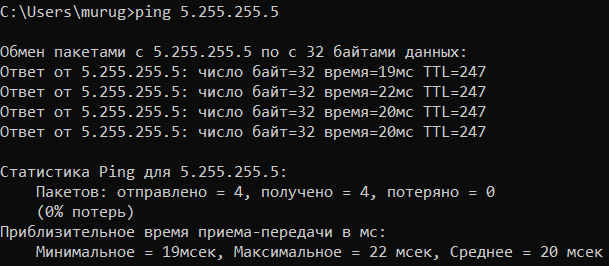 C:\Users\murug>ping 5.255.255.5
Обмен пакетами с 5.255.255.5 по с 32 байтами данных:
Ответ от 5.255.255.5: число байт=32 время=19мс TTL=247
Ответ от 5.255.255.5: число байт=32 время=22мс TTL=247
Ответ от 5.255.255.5: число байт=32 время=20мс TTL=247
Ответ от 5.255.255.5: число байт=32 время=20мс TTL=247
Статистика Ping для 5.255.255.5:
Пакетов: отправлено = 4, получено = 4, потеряно = 0
(0% потерь)
Приблизительное время приема-передачи в мс:
Минимальное = 19мсек, Максимальное = 22 мсек, Среднее = 20 мсек